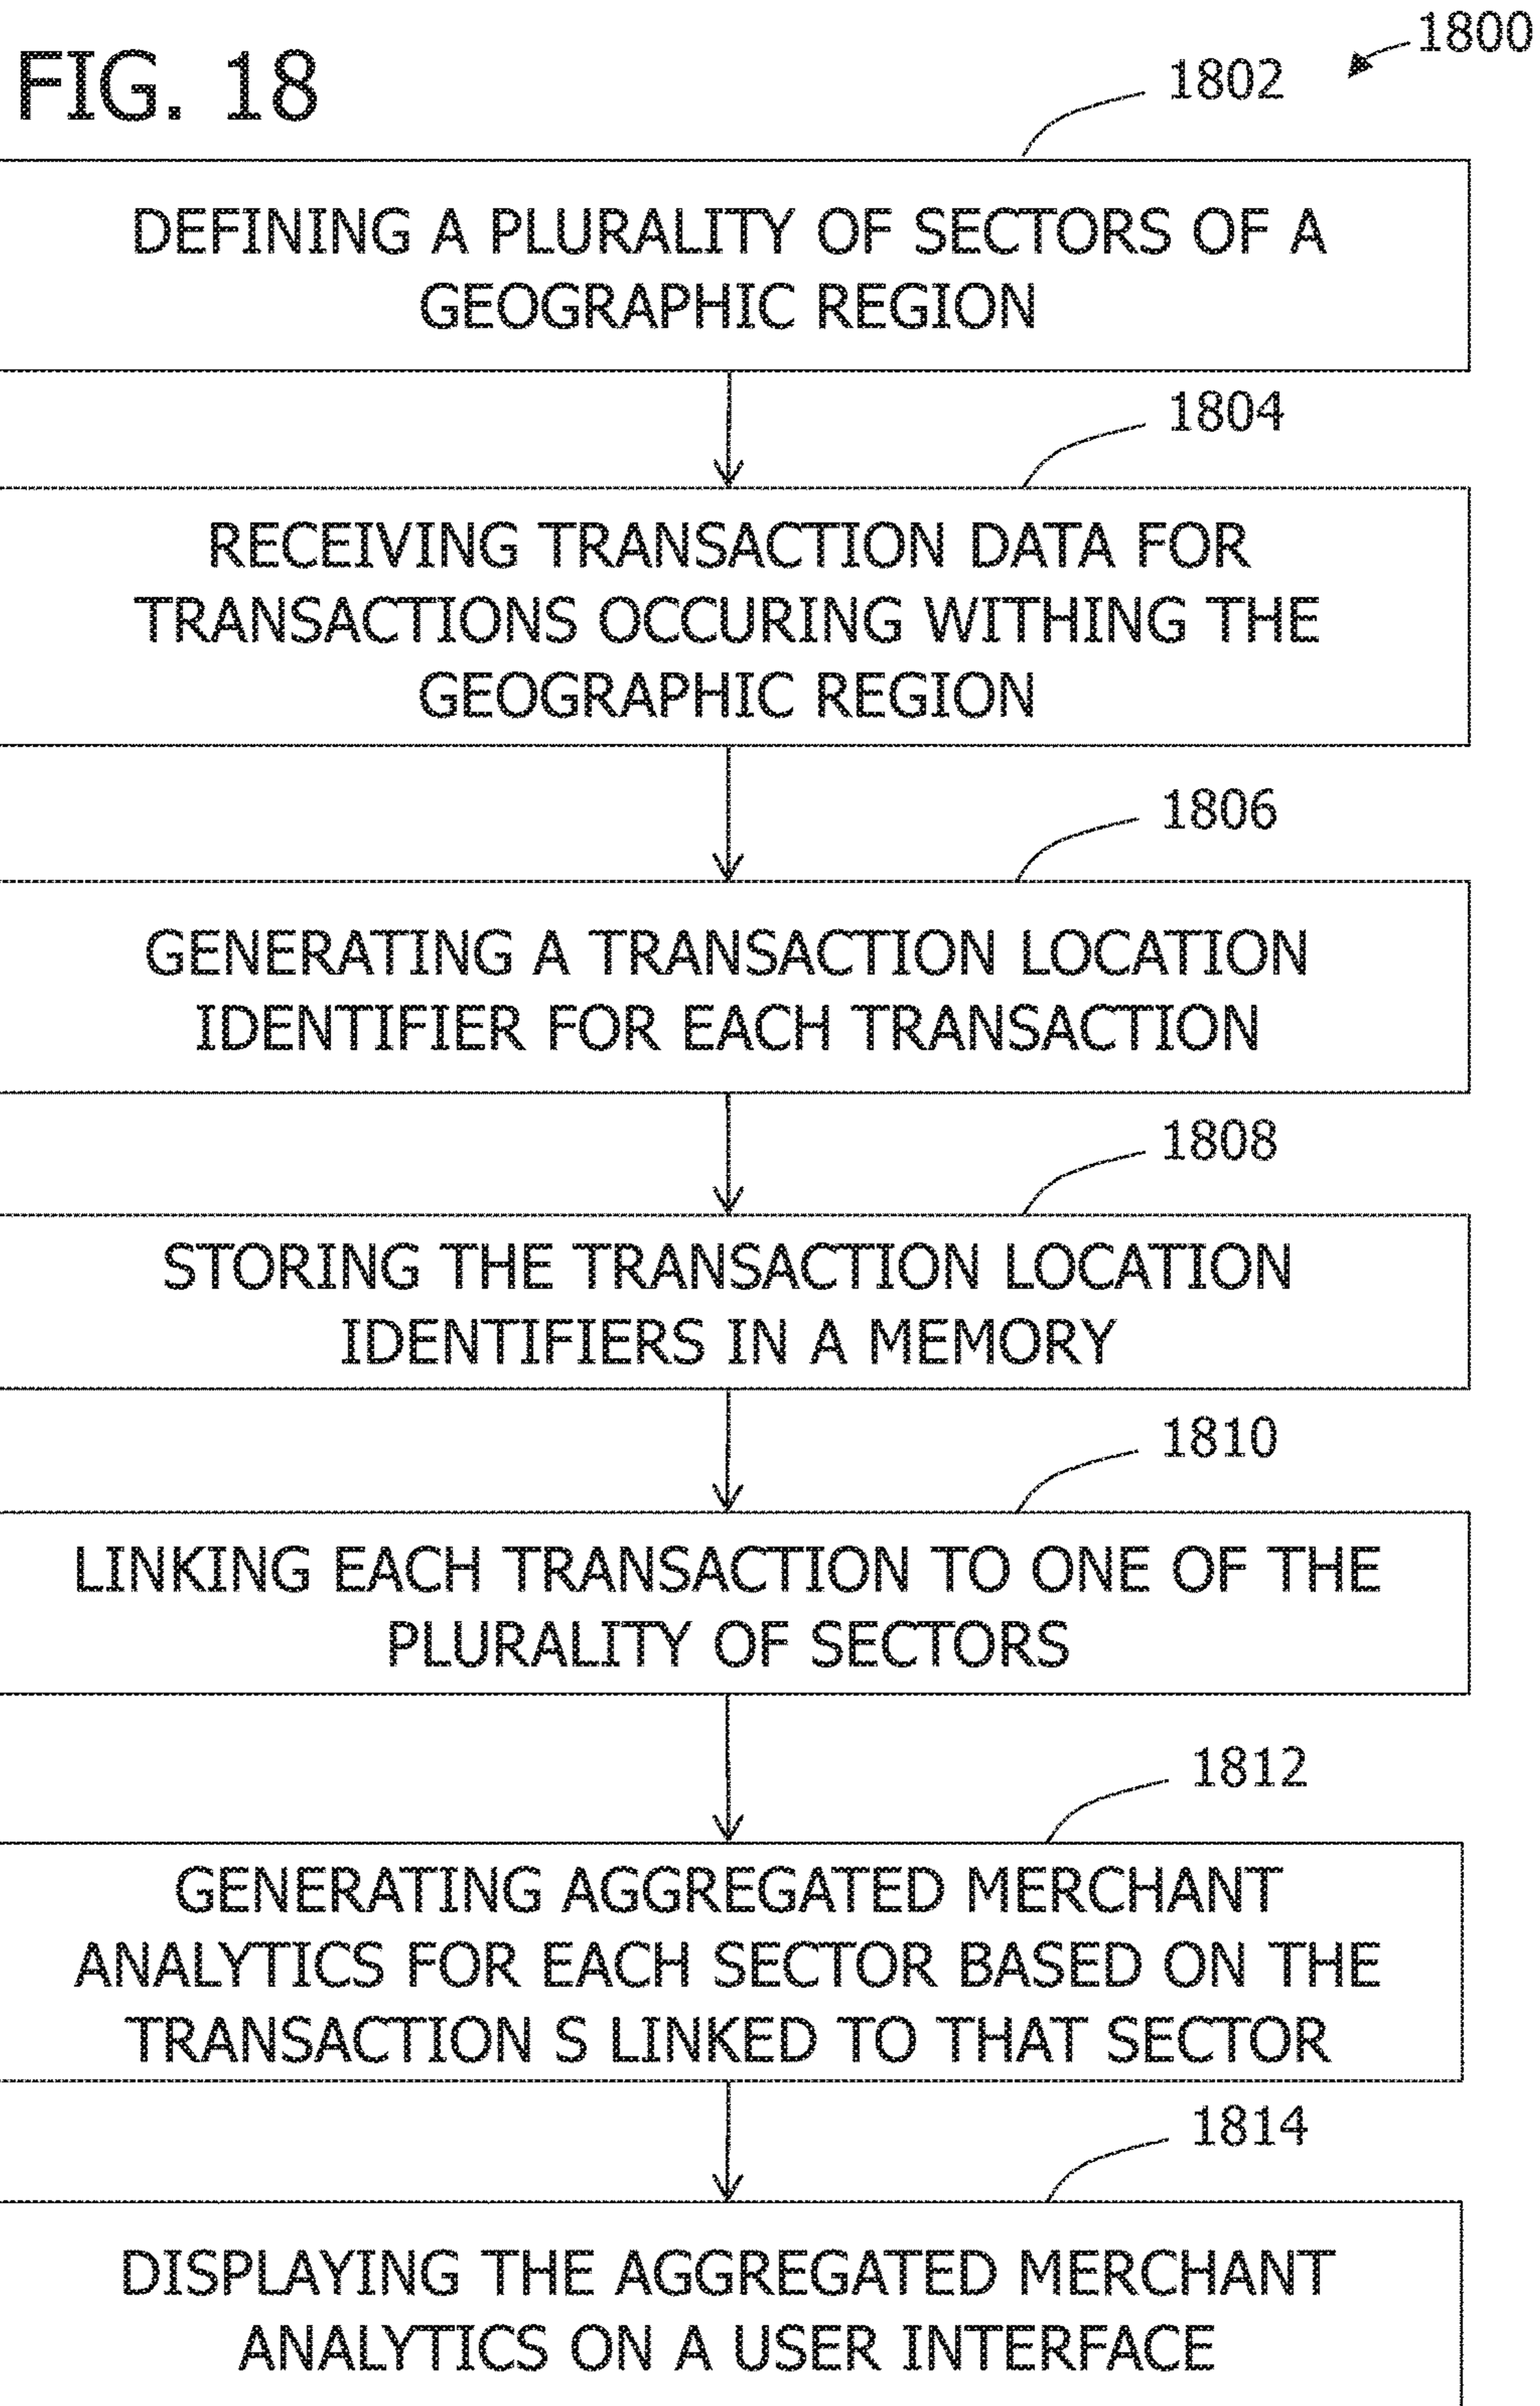 FIG. 18
1800
1802
DEFINING A PLURALITY OF SECTORS OF A
GEOGRAPHIC REGION
1804
RECEIVING TRANSACTION DATA FOR
TRANSACTIONS OCCURING WITHING THE
GEOGRAPHIC REGION
1806
GENERATING A TRANSACTION LOCATION
IDENTIFIER FOR EACH TRANSACTION
1808
STORING THE TRANSACTION LOCATION
IDENTIFIERS IN A MEMORY
1810
LINKING EACH TRANSACTION TO ONE OF THE
PLURALITY OF SECTORS
1812
GENERATING AGGREGATED MERCHANT
ANALYTICS FOR EACH SECTOR BASED ON THE
TRANSACTION S LINKED TO THAT SECTOR
1814
DISPLAYING THE AGGREGATED MERCHANT
ANALYTICS ON A USER INTERFACE